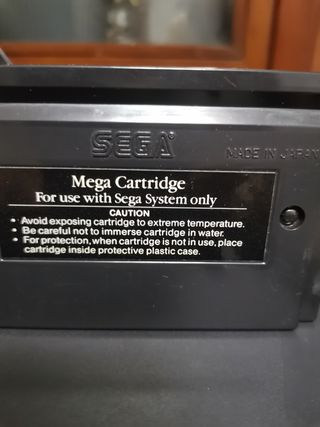 SEGA®
MADE IN JAPAN
Mega Cartridge
For use with Sega System only
CAUTION
• Avoid exposing cartridge to extreme temperature.
• Be careful not to immerse cartridge in water.
• For protection, when cartridge is not in use, place
cartridge inside protective plastic case.